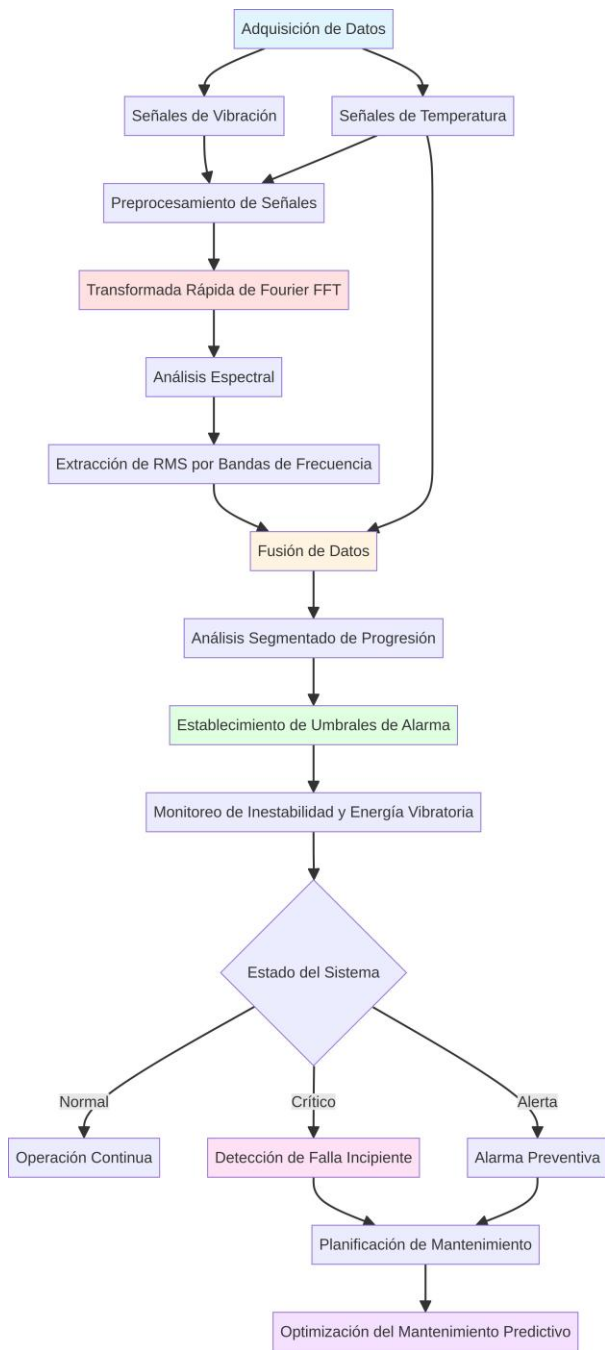 Adquisición de Datos
Señales de Vibración
Señales de Temperatura
Preprocesamiento de Señales
Transformada Rápida de Fourier FFT
Análisis Espectral
Extracción de RMS por Bandas de Frecuencia
Fusión de Datos
Análisis Segmentado de Progresión
Establecimiento de Umbrales de Alarma
Monitoreo de Inestabilidad y Energía Vibratoria
Estado del Sistema
Normal
Crítico
Alerta
Operación Continua
Detección de Falla Incipiente
Alarma Preventiva
Planificación de Mantenimiento
Optimización del Mantenimiento Predictivo